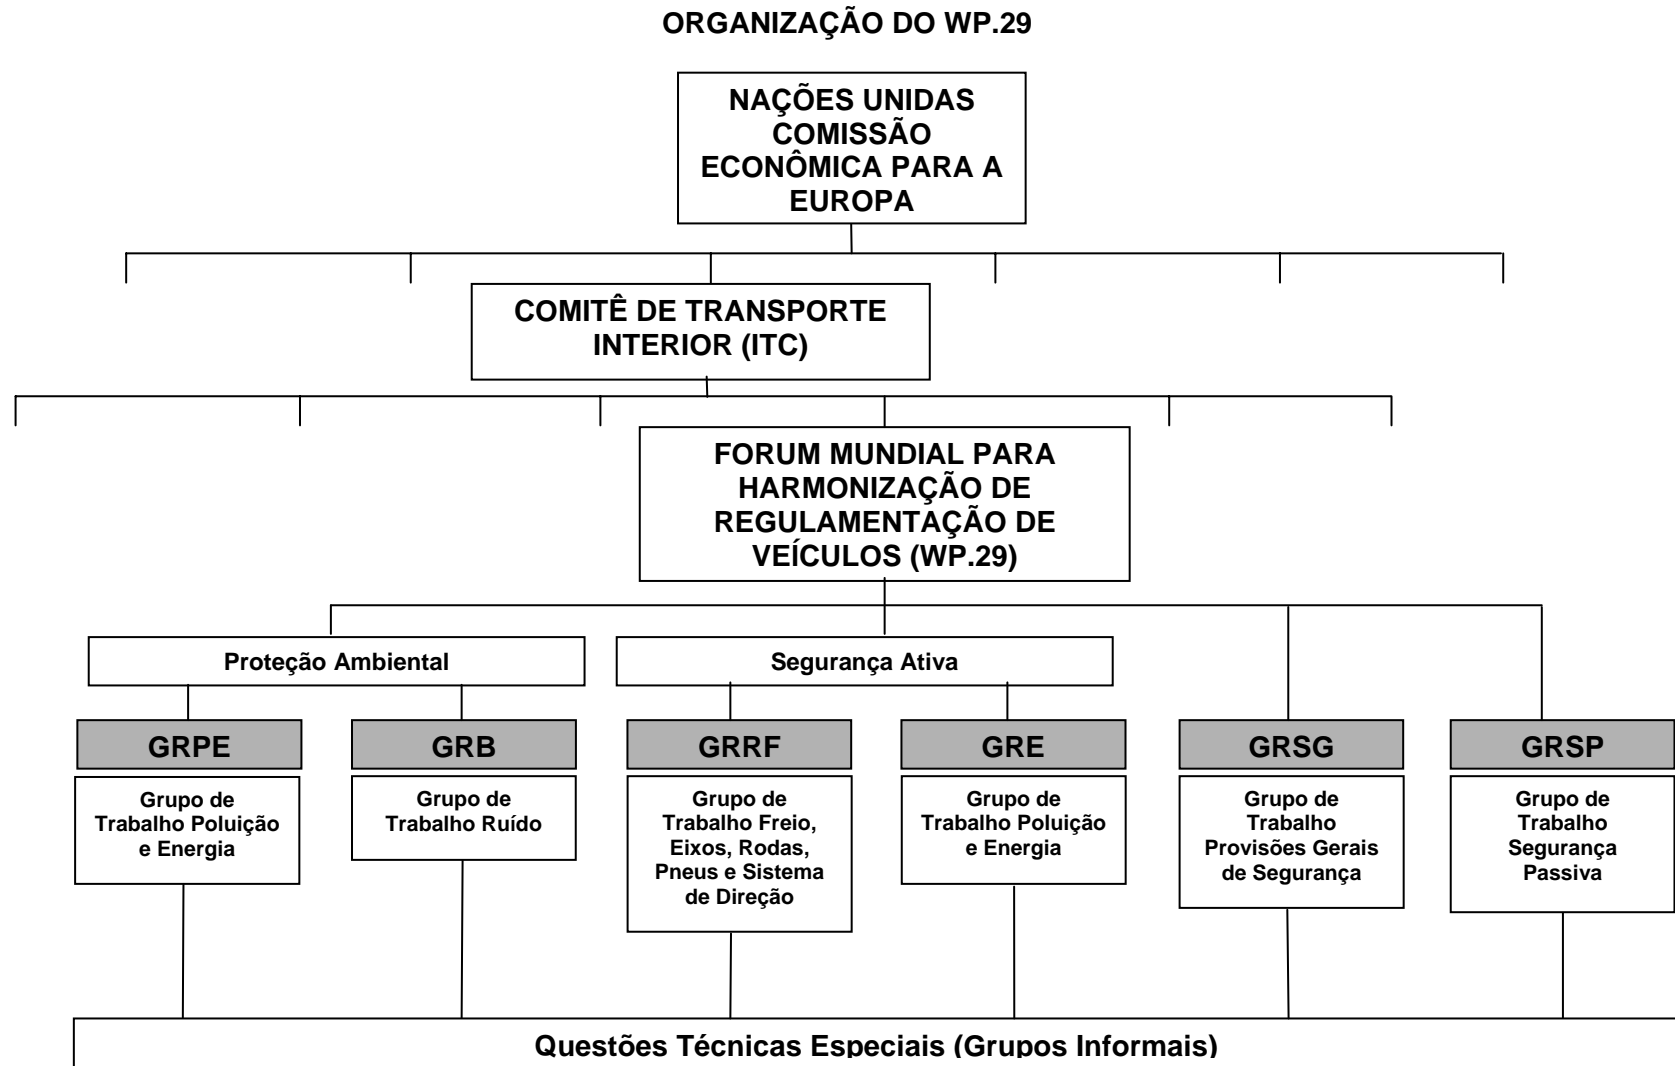 ORGANIZAÇÃO DO WP.29
NAÇÕES UNIDAS
COMISSÃO
ECONÔMICA PARA A
EUROPA
COMITÊ DE TRANSPORTE
INTERIOR (ITC)
FORUM MUNDIAL PARA
HARMONIZAÇÃO DE
REGULAMENTAÇÃO DE
VEÍCULOS (WP.29)
Proteção Ambiental
Segurança Ativa
GRPE
GRB
GRRF
GRE
GRSG
GRSP
Grupo de
Trabalho Poluição
e Energia
Grupo de
Trabalho Ruído
Grupo de
Trabalho Freio,
Eixos, Rodas,
Pneus e Sistema
de Direção
Grupo de
Trabalho Poluição
e Energia
Grupo de
Trabalho
Provisões Gerais
de Segurança
Grupo de
Trabalho
Segurança
Passiva
Questões Técnicas Especiais (Grupos Informais)